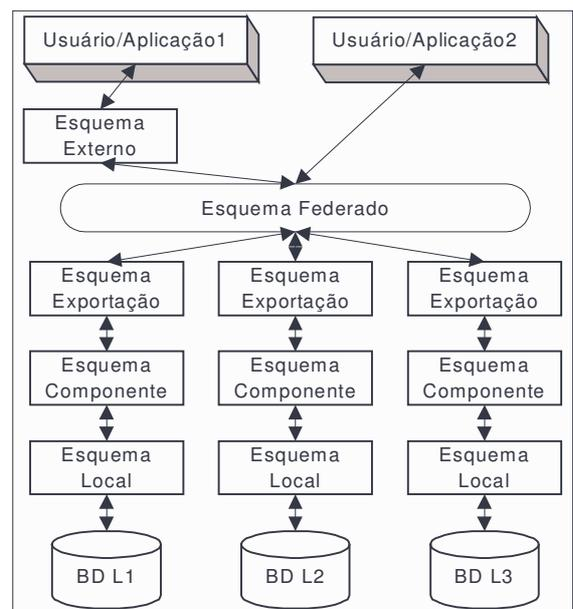 Usuário/Aplicação1
Usuário/Aplicação2
Esquema
Externo
Esquema Federado
Esquema
Exportação
Esquema
Exportação
Esquema
Exportação
Esquema
Componente
Esquema
Componente
Esquema
Componente
Esquema
Local
Esquema
Local
Esquema
Local
BD L1
BD L2
BD L3